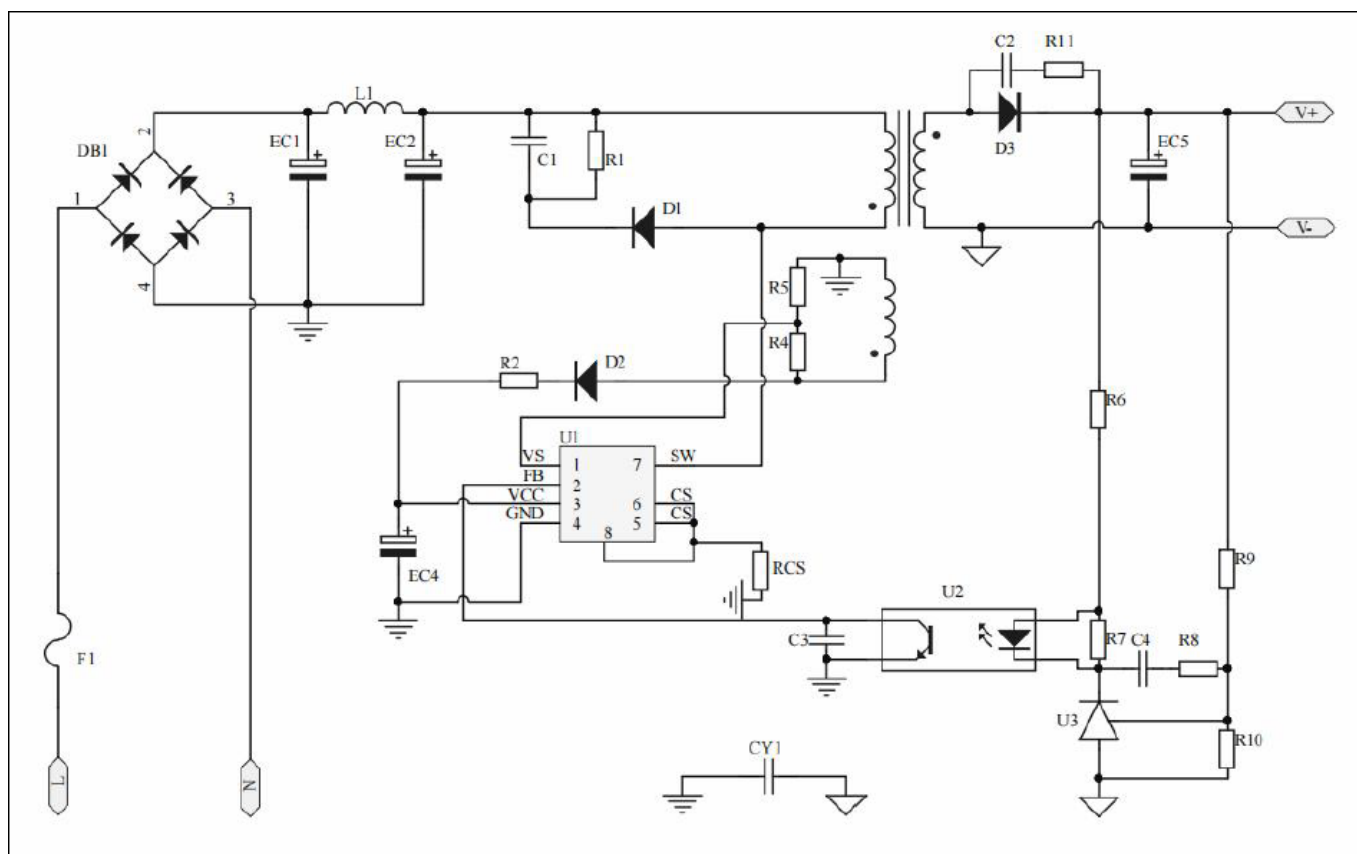 C2
R11
L1
V+
2
EC1
EC2
DB1
C1
R1
D3
EC5
1
3
D1
V-
4
R5
R4
R2
D2
R6
U1
VS
1
7
SW
FB
2
VCC
3
6
CS
GND
4
5
CS
8
EC4
RCS
R9
U2
C3
R7
C4
R8
F1
U3
R10
CY1
L
N